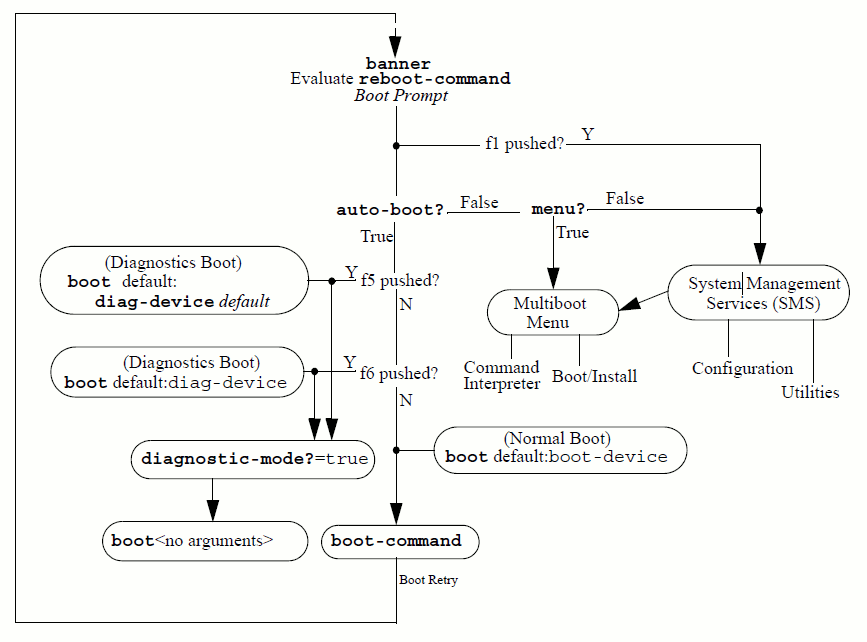 banner
Evaluate reboot-command
Boot Prompt
f1 pushed?
Y
auto-boot?
False
menu?
False
True
True
(Diagnostics Boot)
boot default:
diag-device default
Y
f5 pushed?
N
Multiboot
Menu
System Management
Services (SMS)
Command
Interpreter
Boot/Install
Configuration
Utilities
(Diagnostics Boot)
boot default:diag-device
Y
f6 pushed?
N
(Normal Boot)
boot default:boot-device
diagnostic-mode?=true
boot<no arguments>
boot-command
Boot Retry